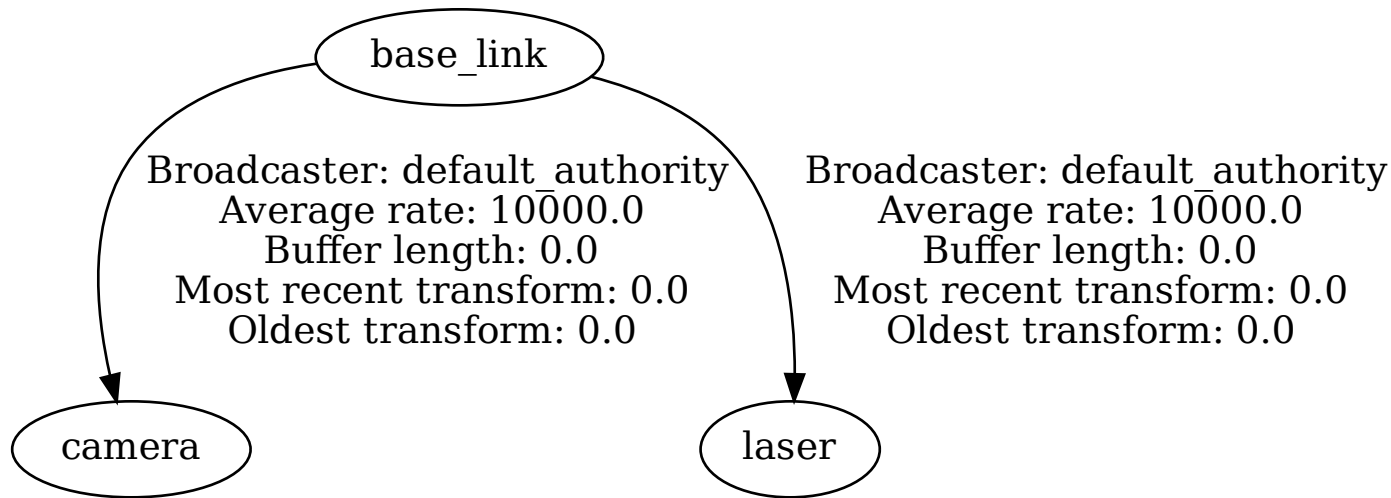 base_link
Broadcaster: default_authority
Average rate: 10000.0
Buffer length: 0.0
Most recent transform: 0.0
Oldest transform: 0.0
Broadcaster: default_authority
Average rate: 10000.0
Buffer length: 0.0
Most recent transform: 0.0
Oldest transform: 0.0
camera
laser